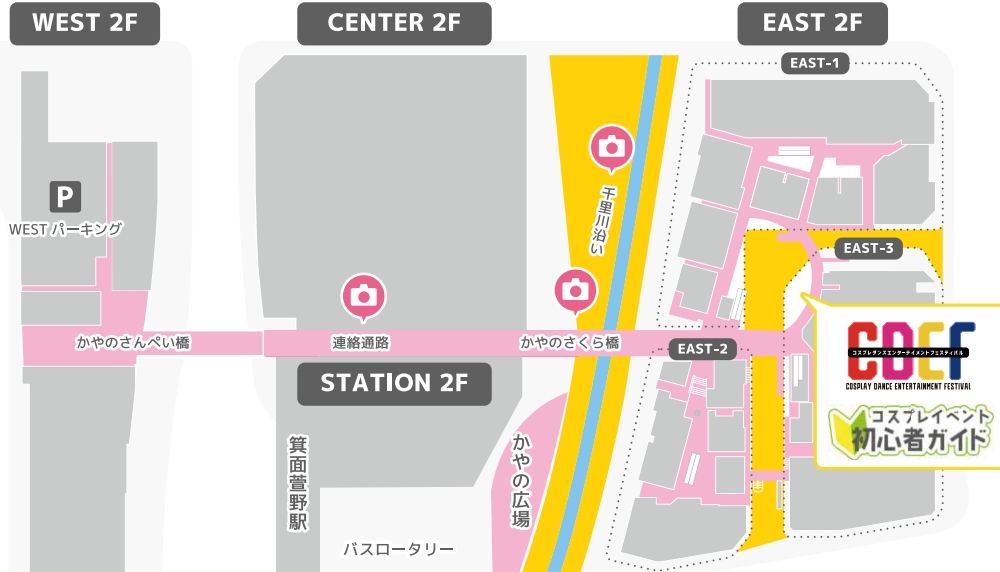 WEST 2F
CENTER 2F
EAST 2F
EAST-1
P
WEST パーキング
千里川沿い
EAST-3
かやのさんぺい橋
連絡通路
かやのさくら橋
EAST-2
STATION 2F
COCF
コスプレダンスエンターテイメントフェスティバル
COSPLAY DANCE ENTERTAINMENT FESTIVAL
コスプレイベント
初心者ガイド
箕面萱野駅
かやの広場
バスロータリー